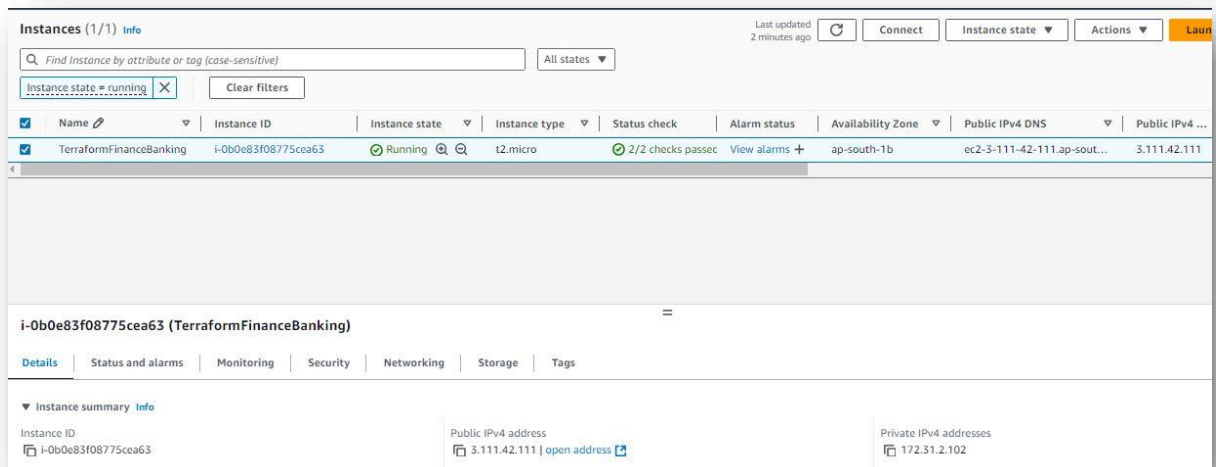 Instances (1/1) Info
Last updated
2 minutes ago
Connect
Instance state
Actions
Laun
Find Instance by attribute or tag (case-sensitive)
All states
Instance state = running
Clear filters
Name Instance ID Instance state Instance type Status check Alarm status Availability Zone Public IPv4 DNS Public IPv4 ...
TerraformFinanceBanking i-0b0e83f08775cea63 Running t2.micro 2/2 checks passec View alarms + ap-south-1b ec2-3-111-42-111.ap-sout... 3.111.42.111
i-0b0e83f08775cea63 (TerraformFinanceBanking)
Details Status and alarms Monitoring Security Networking Storage Tags
Instance summary Info
Instance ID Public IPv4 address Private IPv4 addresses
i-0b0e83f08775cea63 3.111.42.111 | open address 172.31.2.102